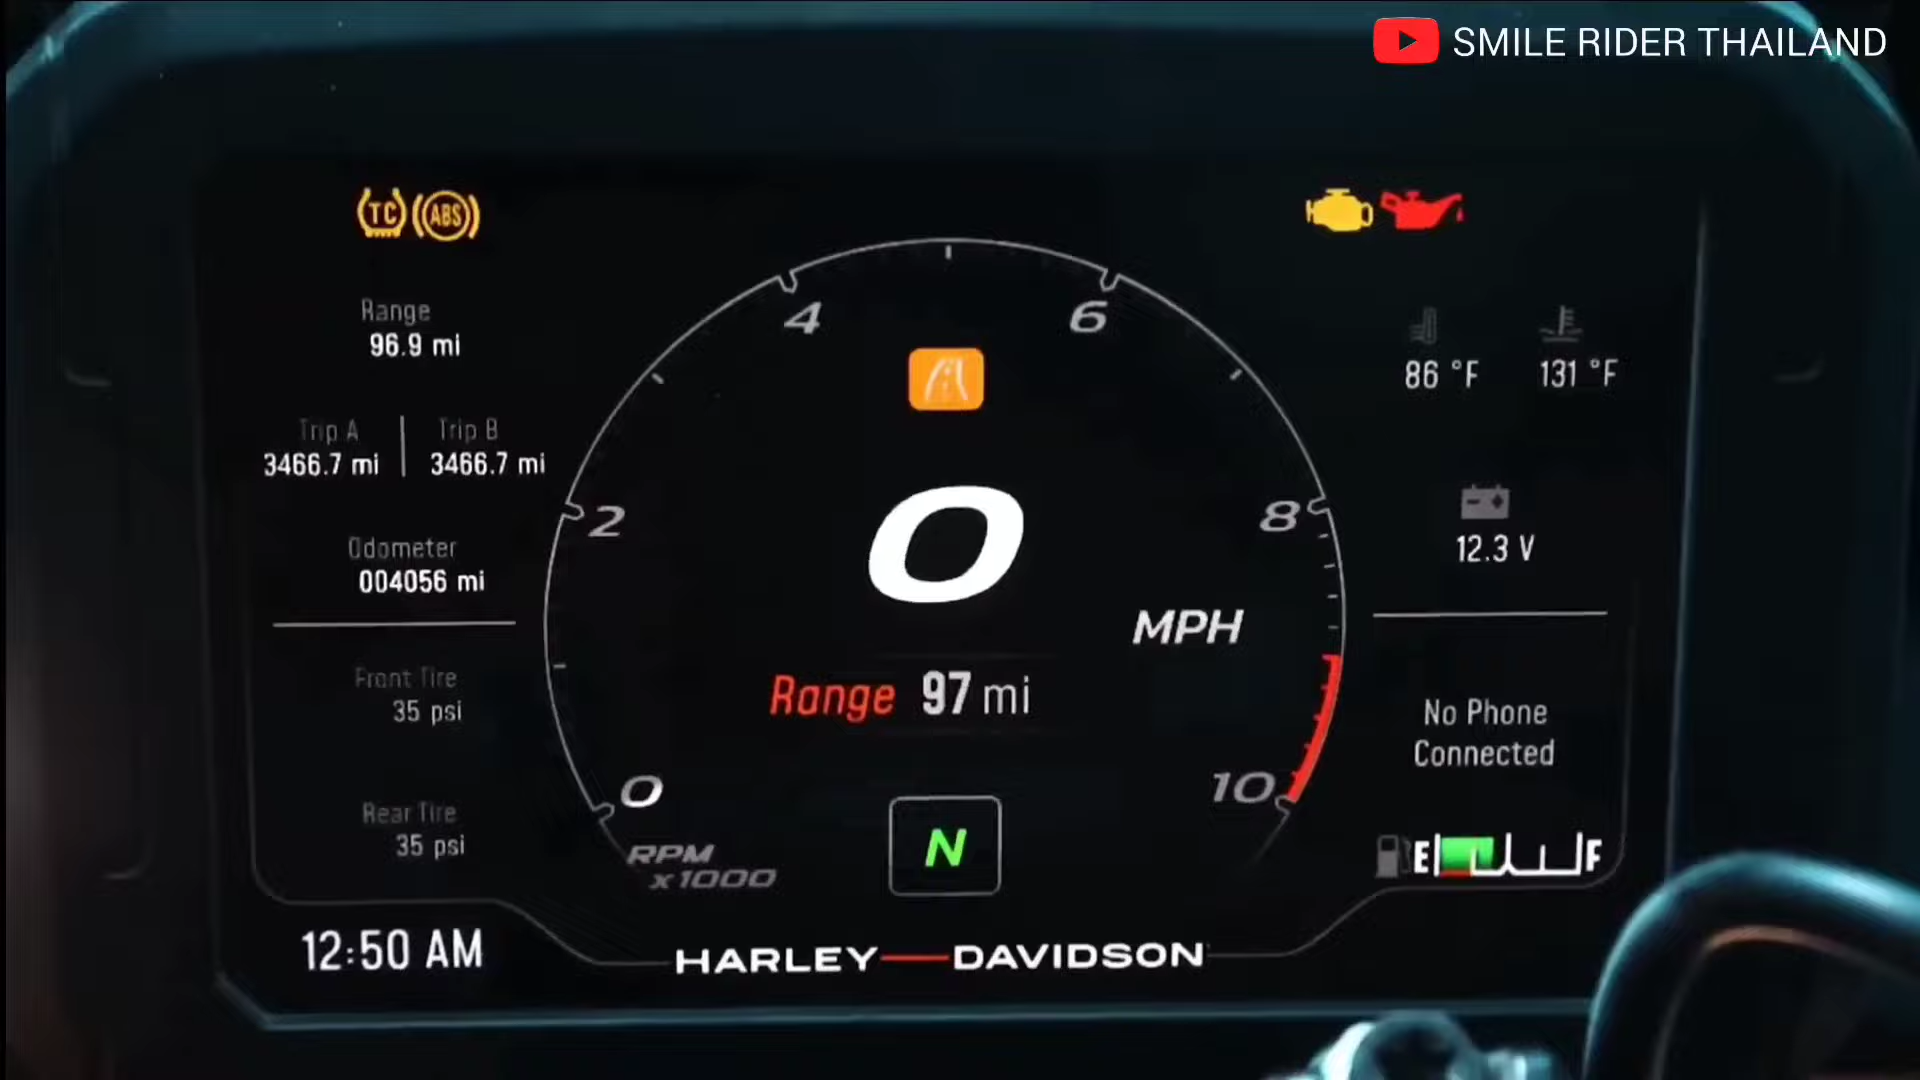 SMILE RIDER THAILAND
TC ABS
Range
96.9 mi
Trip A
3466.7 mi
Trip B
3466.7 mi
Odometer
004056 mi
Front Tire
35 psi
Rear Tire
35 psi
12:50 AM
0
2
4
6
8
10
RPM
x1000
0
MPH
Range 97 mi
N
HARLEY DAVIDSON
86 °F
131 °F
12.3 V
No Phone
Connected
E F